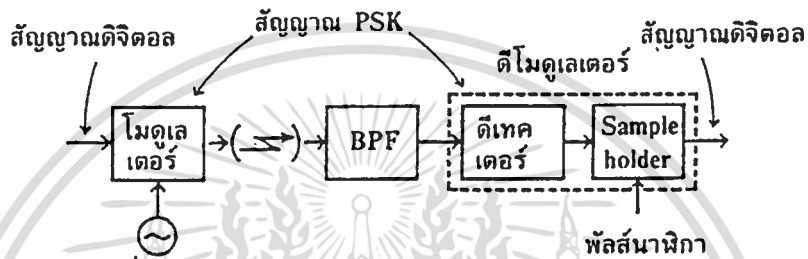 สัญญาณ PSK
สัญญาณดิจิตอล
สัญญาณดิจิตอล
ดีโมดูเลเตอร์
โมดูเล
เตอร์
BPF
ดีเทค
เตอร์
Sample
holder
พัลส์นาฬิกา